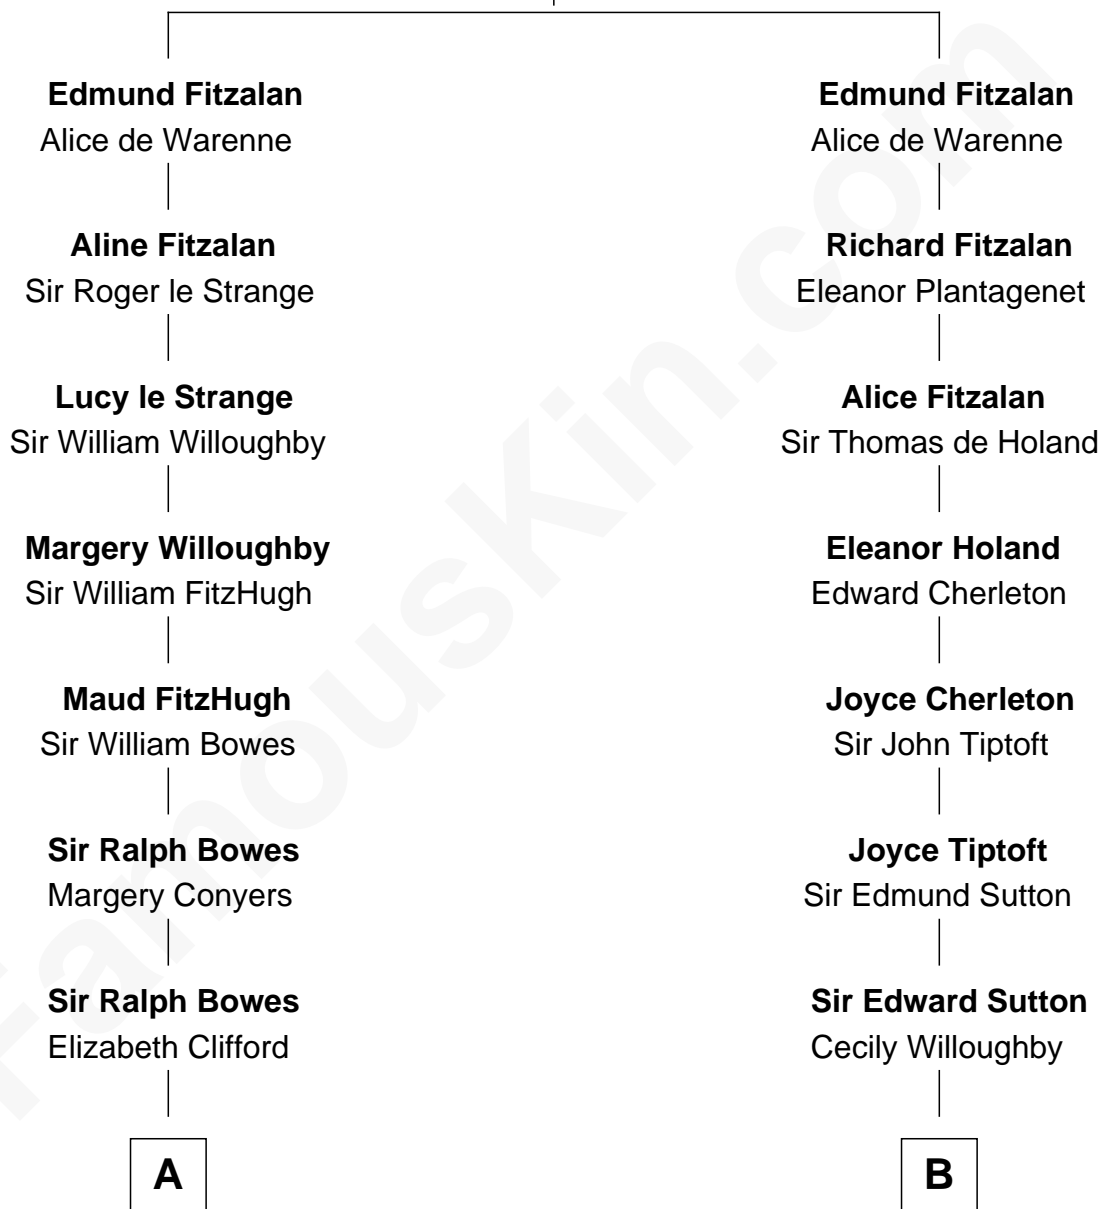 Edmund Fitzalan
Alice de Warenne
Aline Fitzalan
Sir Roger le Strange
Lucy le Strange
Sir William Willoughby
Margery Willoughby
Sir William FitzHugh
Maud FitzHugh
Sir William Bowes
Sir Ralph Bowes
Margery Conyers
Sir Ralph Bowes
Elizabeth Clifford
A
Edmund Fitzalan
Alice de Warenne
Richard Fitzalan
Eleanor Plantagenet
Alice Fitzalan
Sir Thomas de Holand
Eleanor Holand
Edward Cherleton
Joyce Cherleton
Sir John Tiptoft
Joyce Tiptoft
Sir Edmund Sutton
Sir Edward Sutton
Cecily Willoughby
B
FamousKin.com